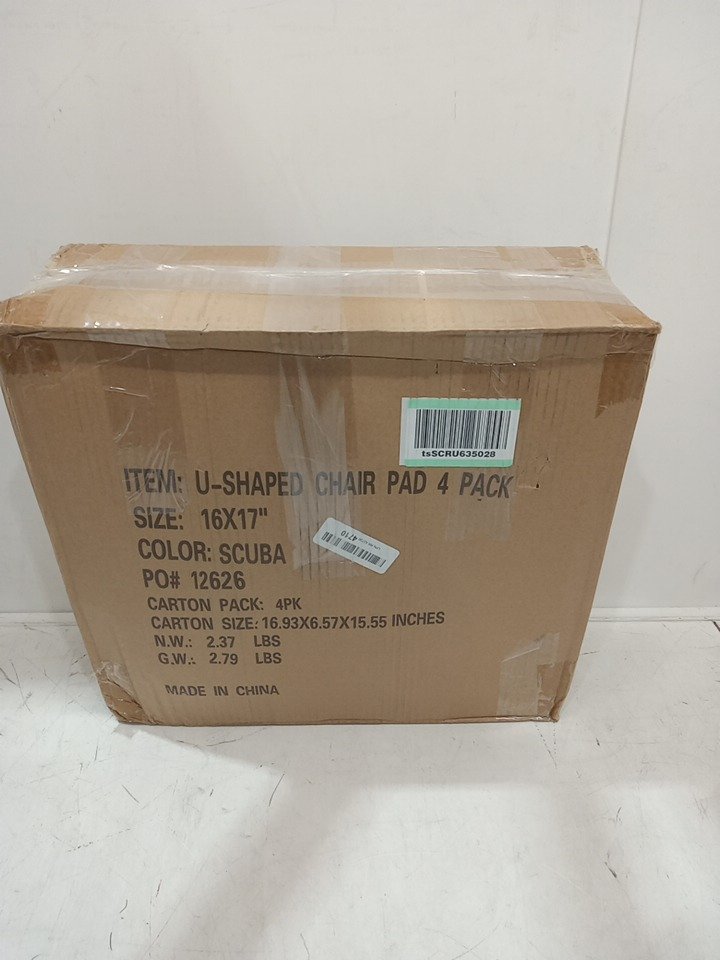 tsSCRU635028
ITEM: U-SHAPED CHAIR PAD 4 PACK
SIZE: 16X17"
COLOR: SCUBA
4710
PO# 12626
CARTON PACK: 4PK
CARTON SIZE: 16.93X6.57X15.55 INCHES
N.W.: 2.37 LBS
G.W.: 2.79 LBS
MADE IN CHINA